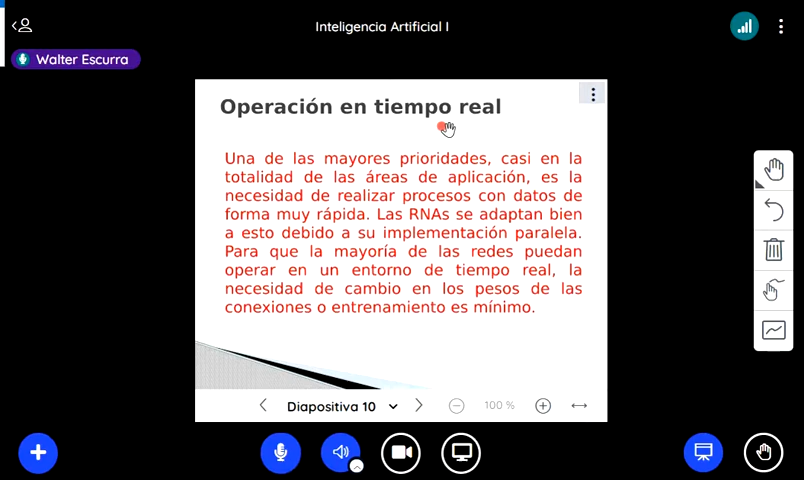 Inteligencia Artificial I
Walter Escurra
Operación en tiempo real
Una de las mayores prioridades, casi en la
totalidad de las áreas de aplicación, es la
necesidad de realizar procesos con datos de
forma muy rápida. Las RNAs se adaptan bien
a esto debido a su implementación paralela.
Para que la mayoría de las redes puedan
operar en un entorno de tiempo real, la
necesidad de cambio en los pesos de las
conexiones o entrenamiento es mínimo.
Diapositiva 10
100 %